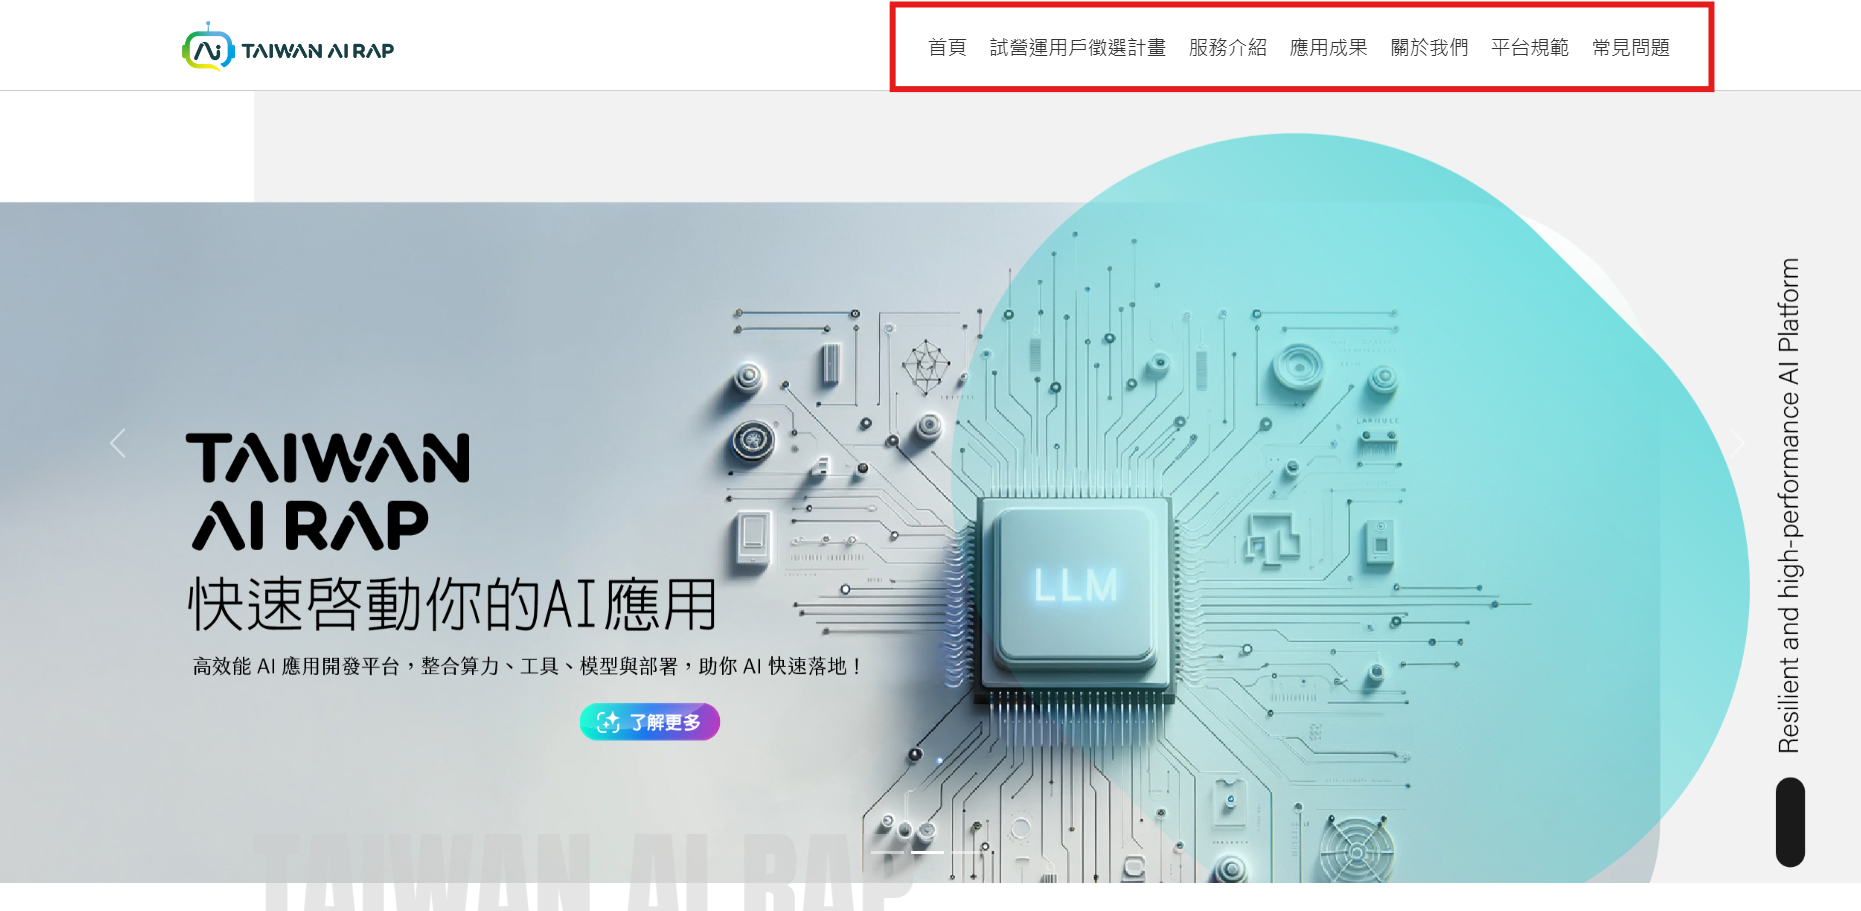 TAIWAN AI RAP
首頁 試營運用戶徵選計畫 服務介紹 應用成果 關於我們 平台規範 常見問題
TAIWAN
AI RAP
快速啓動你的AI應用
高效能 AI 應用開發平台，整合算力、工具、模型與部署，助你 AI 快速落地！
了解更多
LLM
Resilient and high-performance AI Platform
TAIWAN AI RAP